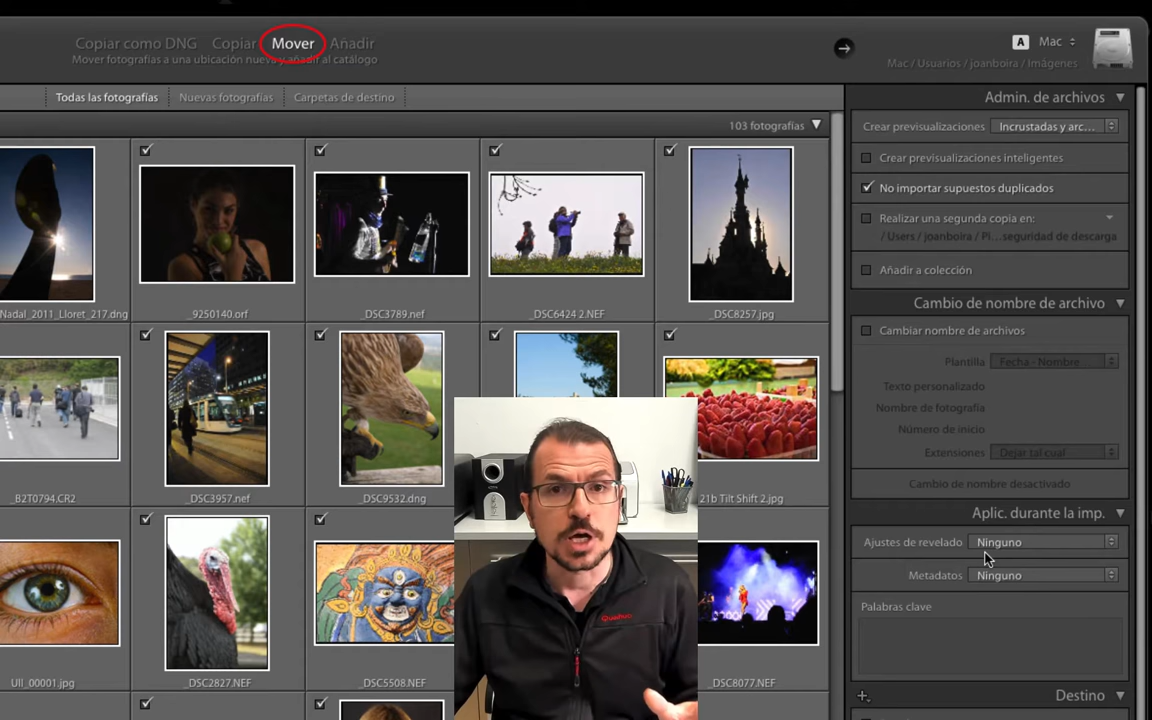 Copiar como DNG Copiar Mover Añadir
Mover fotografías a una ubicación nueva y añadir al catálogo
A Mac
Mac / Usuarios / joanboira / Imágenes
Todas las fotografías Nuevas fotografías Carpetas de destino
103 fotografías
Admin. de archivos
Crear previsualizaciones Incrustadas y arc...
Crear previsualizaciones inteligentes
No importar supuestos duplicados
Realizar una segunda copia en:
/ Users / joanboira / Pi...seguridad de descarga
Añadir a colección
Nadal_2011_Lloret_217.dng
_9250140.orf
_DSC3789.nef
_DSC6424 2.NEF
_DSC8257.jpg
Cambio de nombre de archivo
Cambiar nombre de archivos
Plantilla Fecha - Nombre
Texto personalizado
Nombre de fotografía
Número de inicio
Extensiones Dejar tal cual
Cambio de nombre desactivado
_B2T0794.CR2
_DSC3957.nef
_DSC9532.dng
21b Tilt Shift 2.jpg
Aplic. durante la imp.
Ajustes de revelado Ninguno
Metadatos Ninguno
Palabras clave
Ull_00001.jpg
_DSC2827.NEF
_DSC5508.NEF
_DSC8077.NEF
Destino